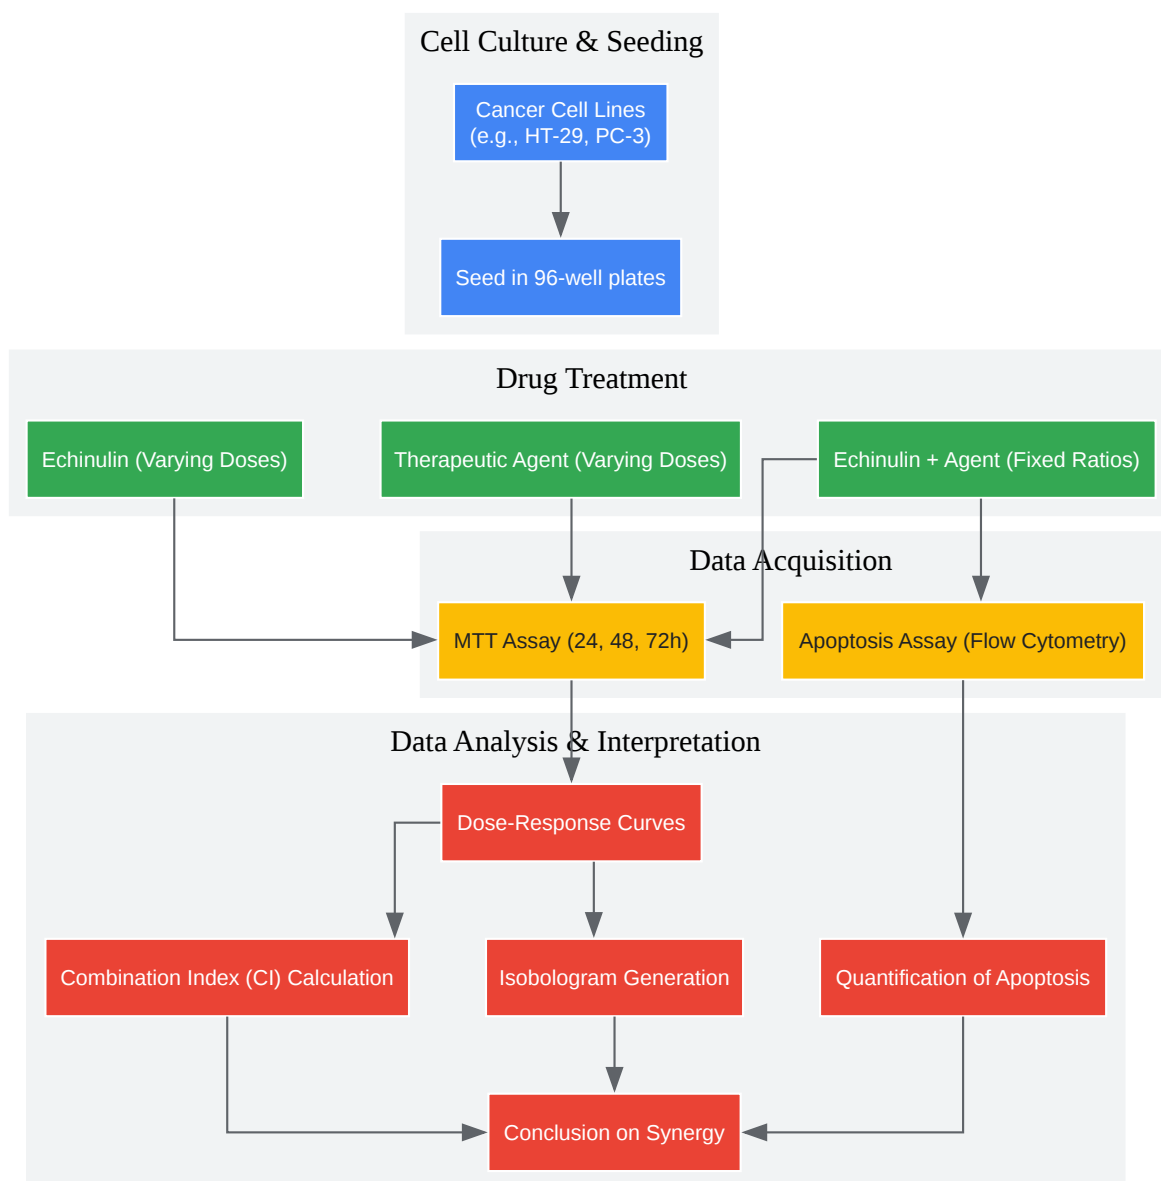 Cell Culture & Seeding
Cancer Cell Lines
(e.g., HT-29, PC-3)
Seed in 96-well plates
Drug Treatment
Echinulin (Varying Doses)
Therapeutic Agent (Varying Doses)
Echinulin + Agent (Fixed Ratios)
Data Acquisition
MTT Assay (24, 48, 72h)
Apoptosis Assay (Flow Cytometry)
Data Analysis & Interpretation
Dose-Response Curves
Combination Index (CI) Calculation
Isobologram Generation
Quantification of Apoptosis
Conclusion on Synergy